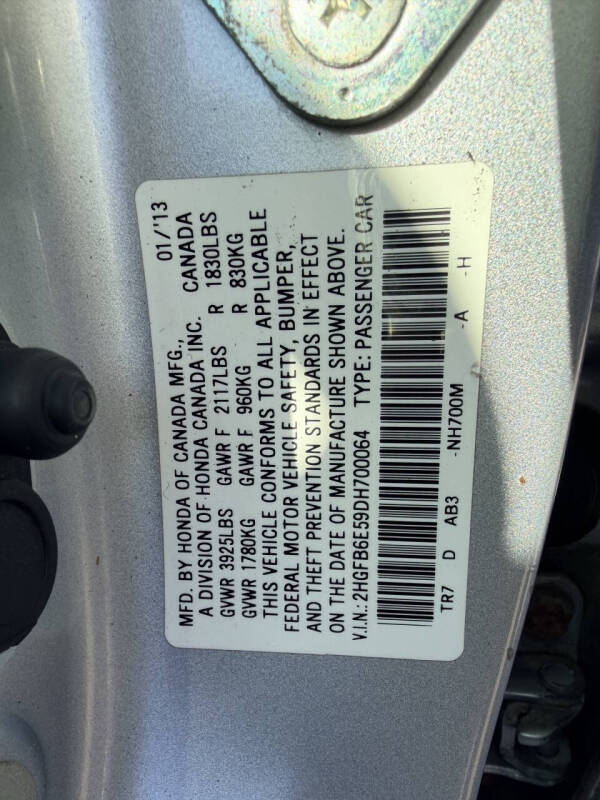 MFD. BY HONDA OF CANADA MFG., 01/'13
A DIVISION OF HONDA CANADA INC. CANADA
GVWR 3925LBS GAWR F 2117LBS R 1830LBS
GVWR 1780KG GAWR F 960KG R 830KG
THIS VEHICLE CONFORMS TO ALL APPLICABLE
FEDERAL MOTOR VEHICLE SAFETY, BUMPER,
AND THEFT PREVENTION STANDARDS IN EFFECT
ON THE DATE OF MANUFACTURE SHOWN ABOVE.
V.I.N.: 2HGFB6E59DH700064 TYPE: PASSENGER CAR
TR7 D AB3 -NH700M -A -H